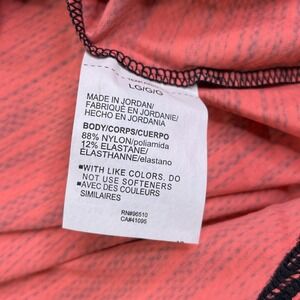 LG/G/G
MADE IN JORDAN/
FABRIQUÉ EN JORDANIE/
HECHO EN JORDANIA
BODY/CORPS/CUERPO
88% NYLON/poliamida
12% ELASTANE/
ELASTHANNE/elastano
■WITH LIKE COLORS. DO
NOT USE SOFTENERS
■AVEC DES COULEURS
SIMILAIRES
RN#96510
CA#41095